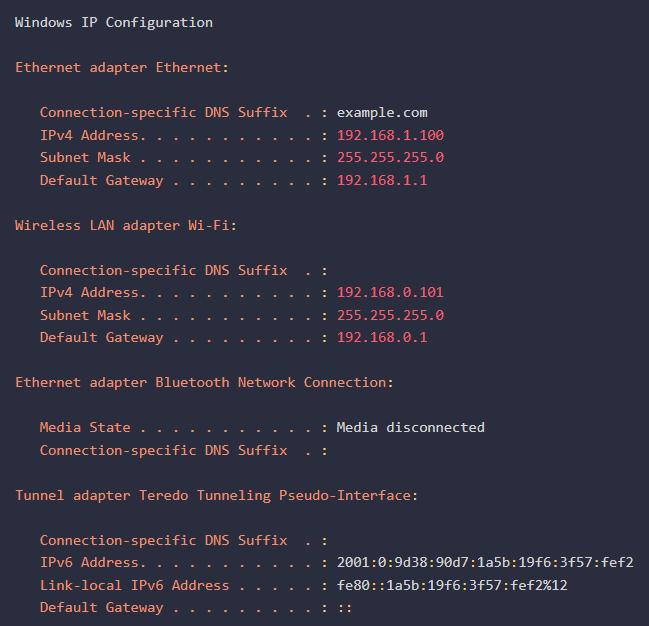 Windows IP Configuration
Ethernet adapter Ethernet:
Connection-specific DNS Suffix  . : example.com
IPv4 Address. . . . . . . . . . . : 192.168.1.100
Subnet Mask . . . . . . . . . . . : 255.255.255.0
Default Gateway . . . . . . . . . : 192.168.1.1
Wireless LAN adapter Wi-Fi:
Connection-specific DNS Suffix  . :
IPv4 Address. . . . . . . . . . . : 192.168.0.101
Subnet Mask . . . . . . . . . . . : 255.255.255.0
Default Gateway . . . . . . . . . : 192.168.0.1
Ethernet adapter Bluetooth Network Connection:
Media State . . . . . . . . . . . : Media disconnected
Connection-specific DNS Suffix  . :
Tunnel adapter Teredo Tunneling Pseudo-Interface:
Connection-specific DNS Suffix  . :
IPv6 Address. . . . . . . . . . . : 2001:0:9d38:90d7:1a5b:19f6:3f57:fef2
Link-local IPv6 Address . . . . . : fe80::1a5b:19f6:3f57:fef2%12
Default Gateway . . . . . . . . . : ::